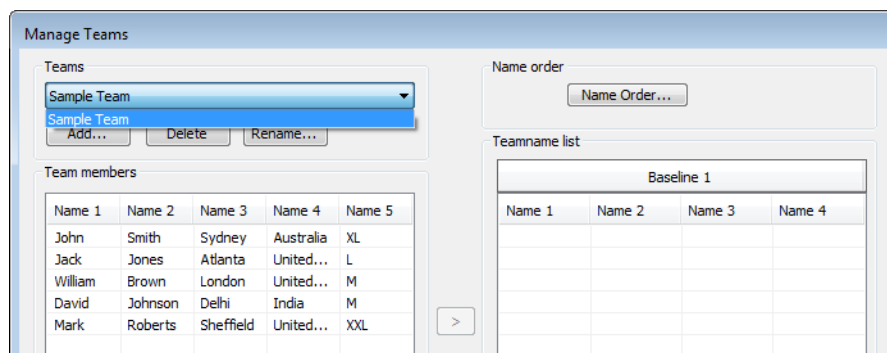 Manage Teams
Teams
Sample Team
Sample Team
Add... Delete Rename...
Name order
Name Order...
Team members
Name 1 Name 2 Name 3 Name 4 Name 5
John Smith Sydney Australia XL
Jack Jones Atlanta United... L
William Brown London United... M
David Johnson Delhi India M
Mark Roberts Sheffield United... XXL
>
Teamname list
Baseline 1
Name 1 Name 2 Name 3 Name 4